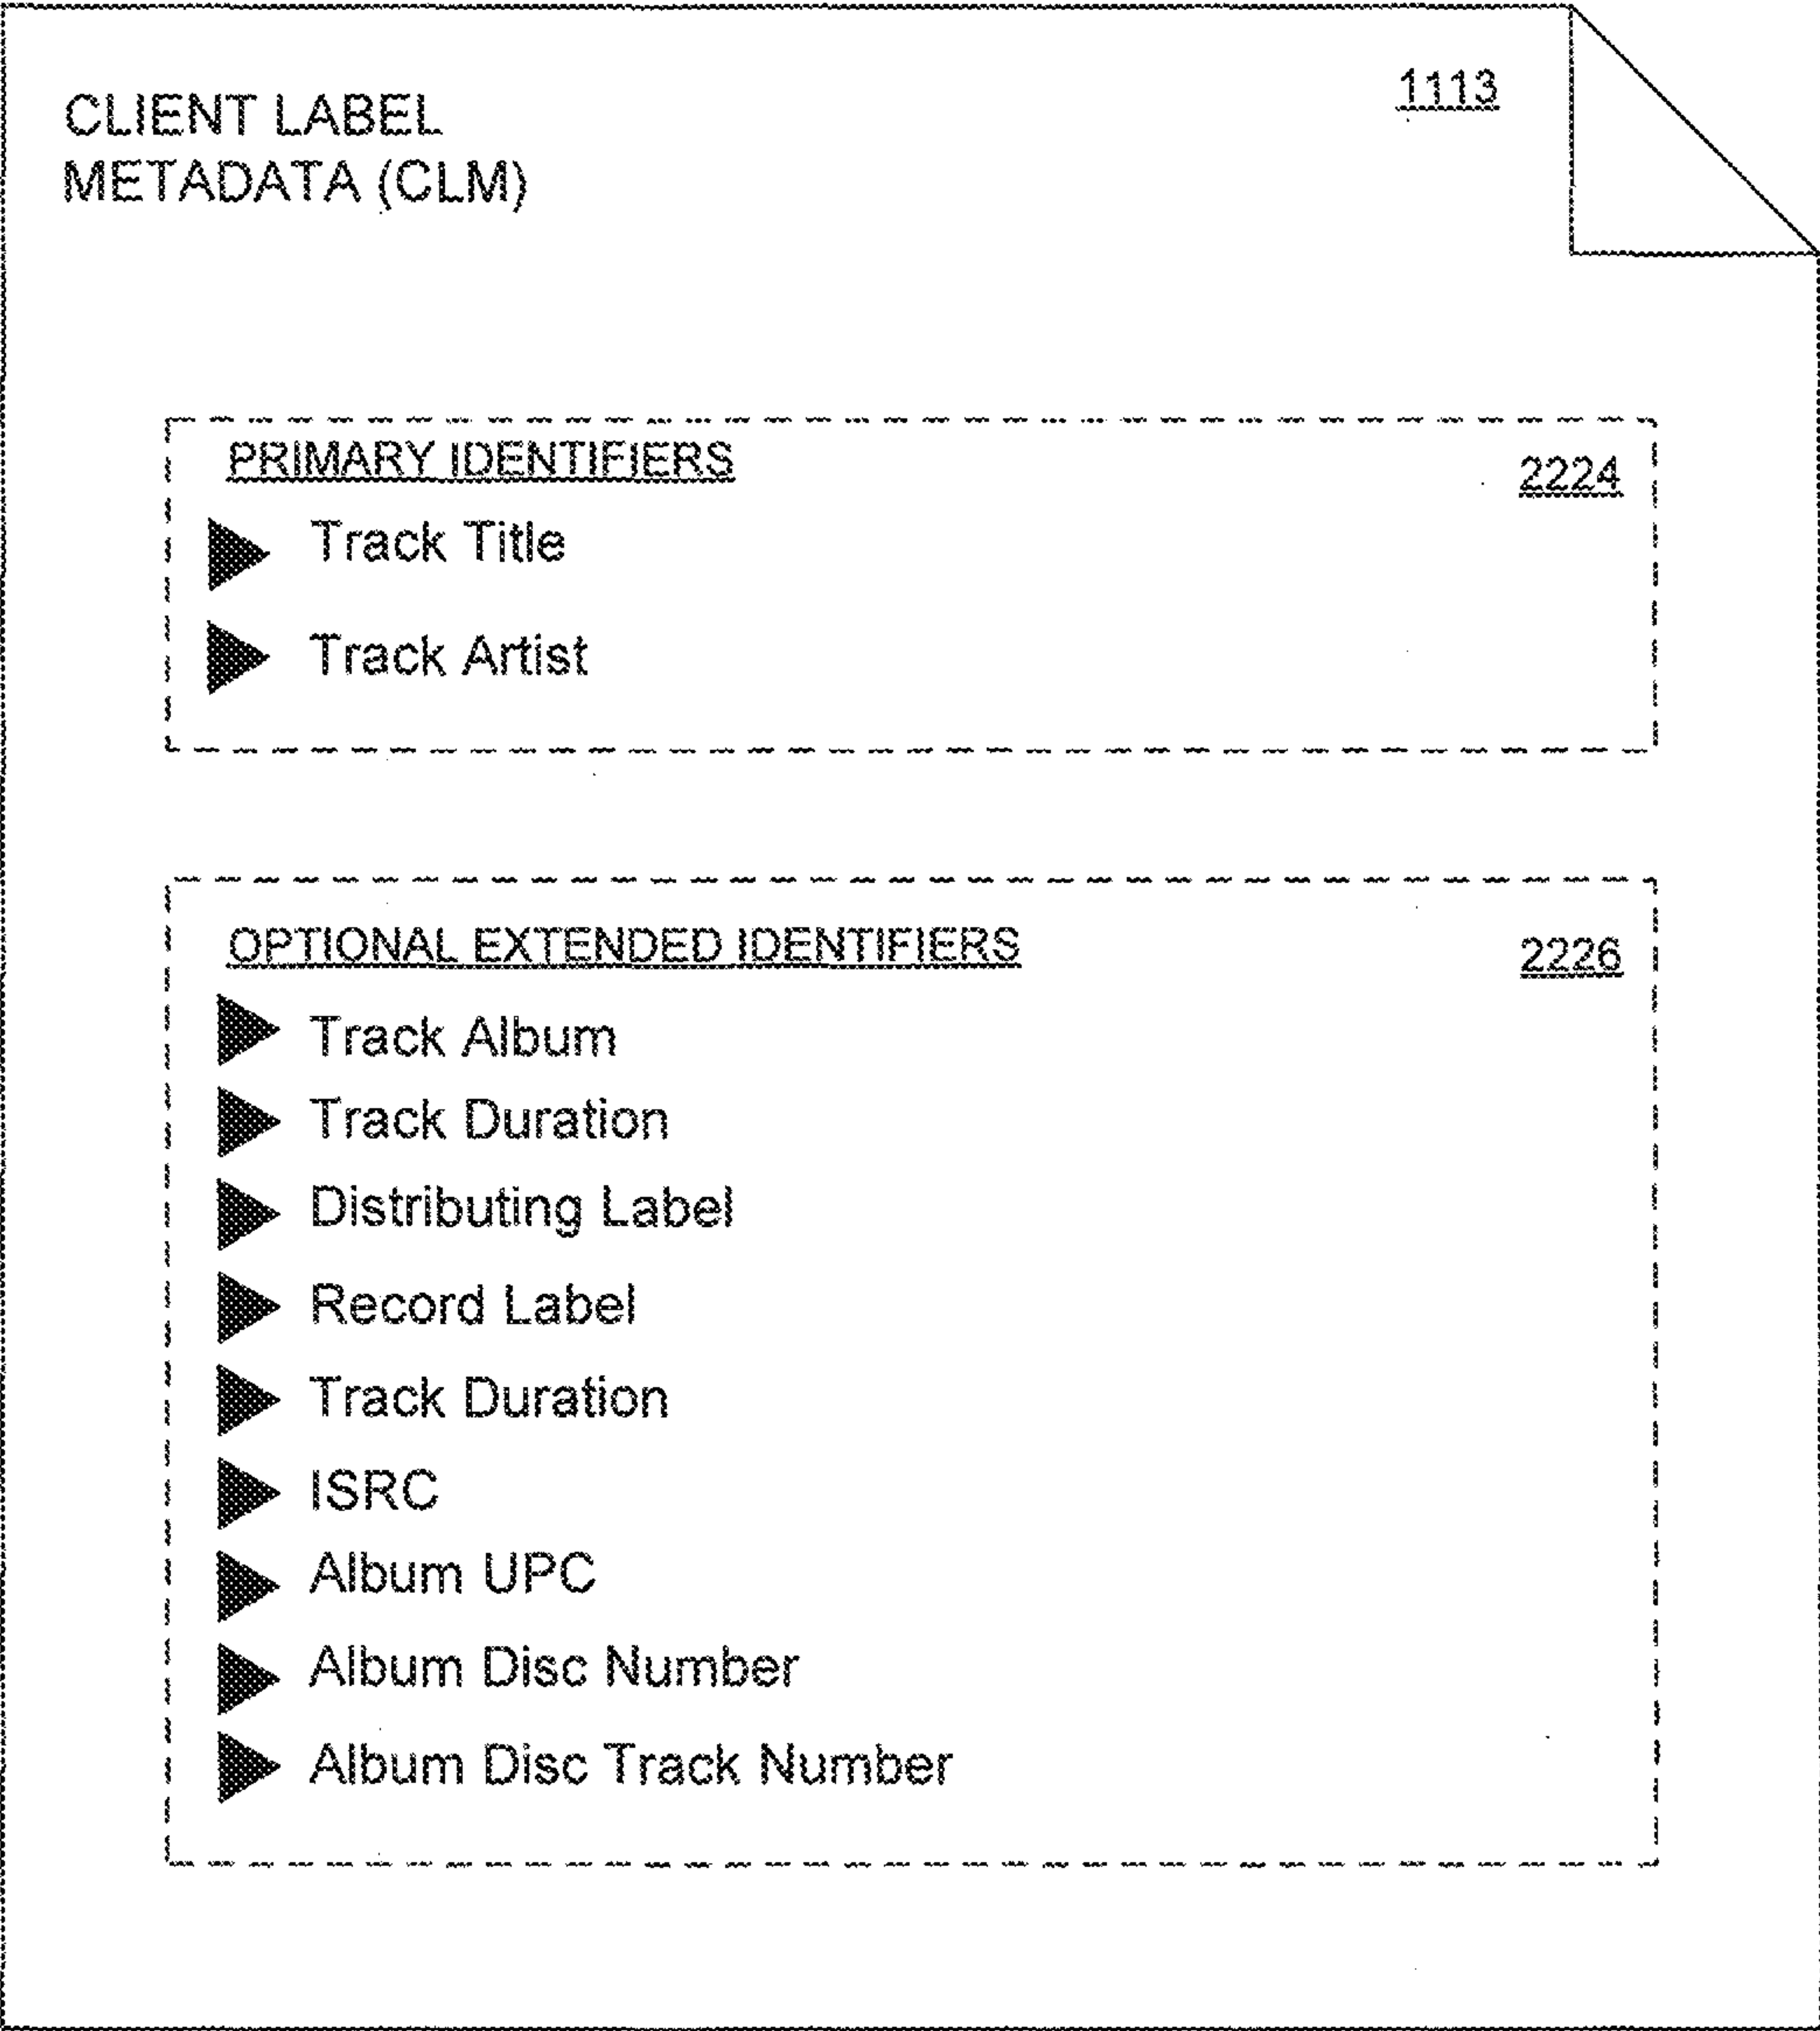 CLIENT LABEL
METADATA (CLM)
1113
PRIMARY IDENTIFIERS
2224
Track Title
Track Artist
OPTIONAL EXTENDED IDENTIFIERS
2226
Track Album
Track Duration
Distributing Label
Record Label
Track Duration
ISRC
Album UPC
Album Disc Number
Album Disc Track Number